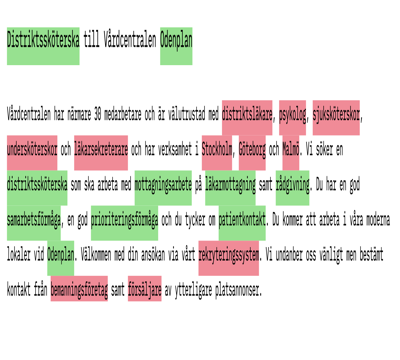 Distriktssköterska till Vårdcentralen Odenplan
Vårdcentralen har närmare 30 medarbetare och är välutrustad med distriktsläkare, psykolog, sjuksköterskor,
undersköterskor och läkarsekreterare och har verksamhet i Stockholm, Göteborg och Malmö. Vi söker en
distriktssköterska som ska arbeta med mottagningsarbete på läkarmottagning samt rådgivning. Du har en god
samarbetsförmåga, en god prioriteringsförmåga och du tycker om patientkontakt. Du kommer att arbeta i våra moderna
lokaler vid Odenplan. Välkommen med din ansökan via vårt rekryteringssystem. Vi undanber oss vänligt men bestämt
kontakt från bemanningsföretag samt försäljare av ytterligare platsannonser.